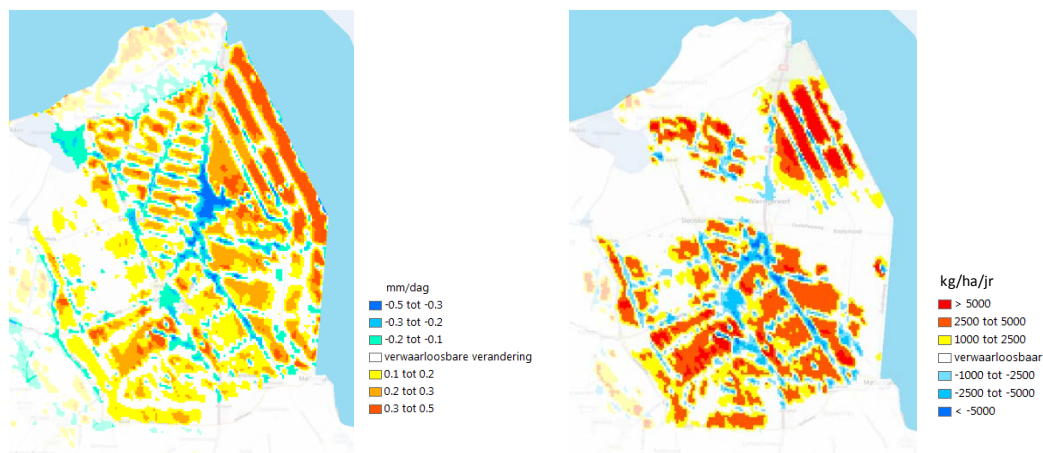 mm/dag
-0.5 tot -0.3
-0.3 tot -0.2
-0.2 tot -0.1
verwaarloosbare verandering
0.1 tot 0.2
0.2 tot 0.3
0.3 tot 0.5
Wieringerwerf
kg/ha/jr
> 5000
2500 tot 5000
1000 tot 2500
verwaarloosbaar
-1000 tot -2500
-2500 tot -5000
< -5000